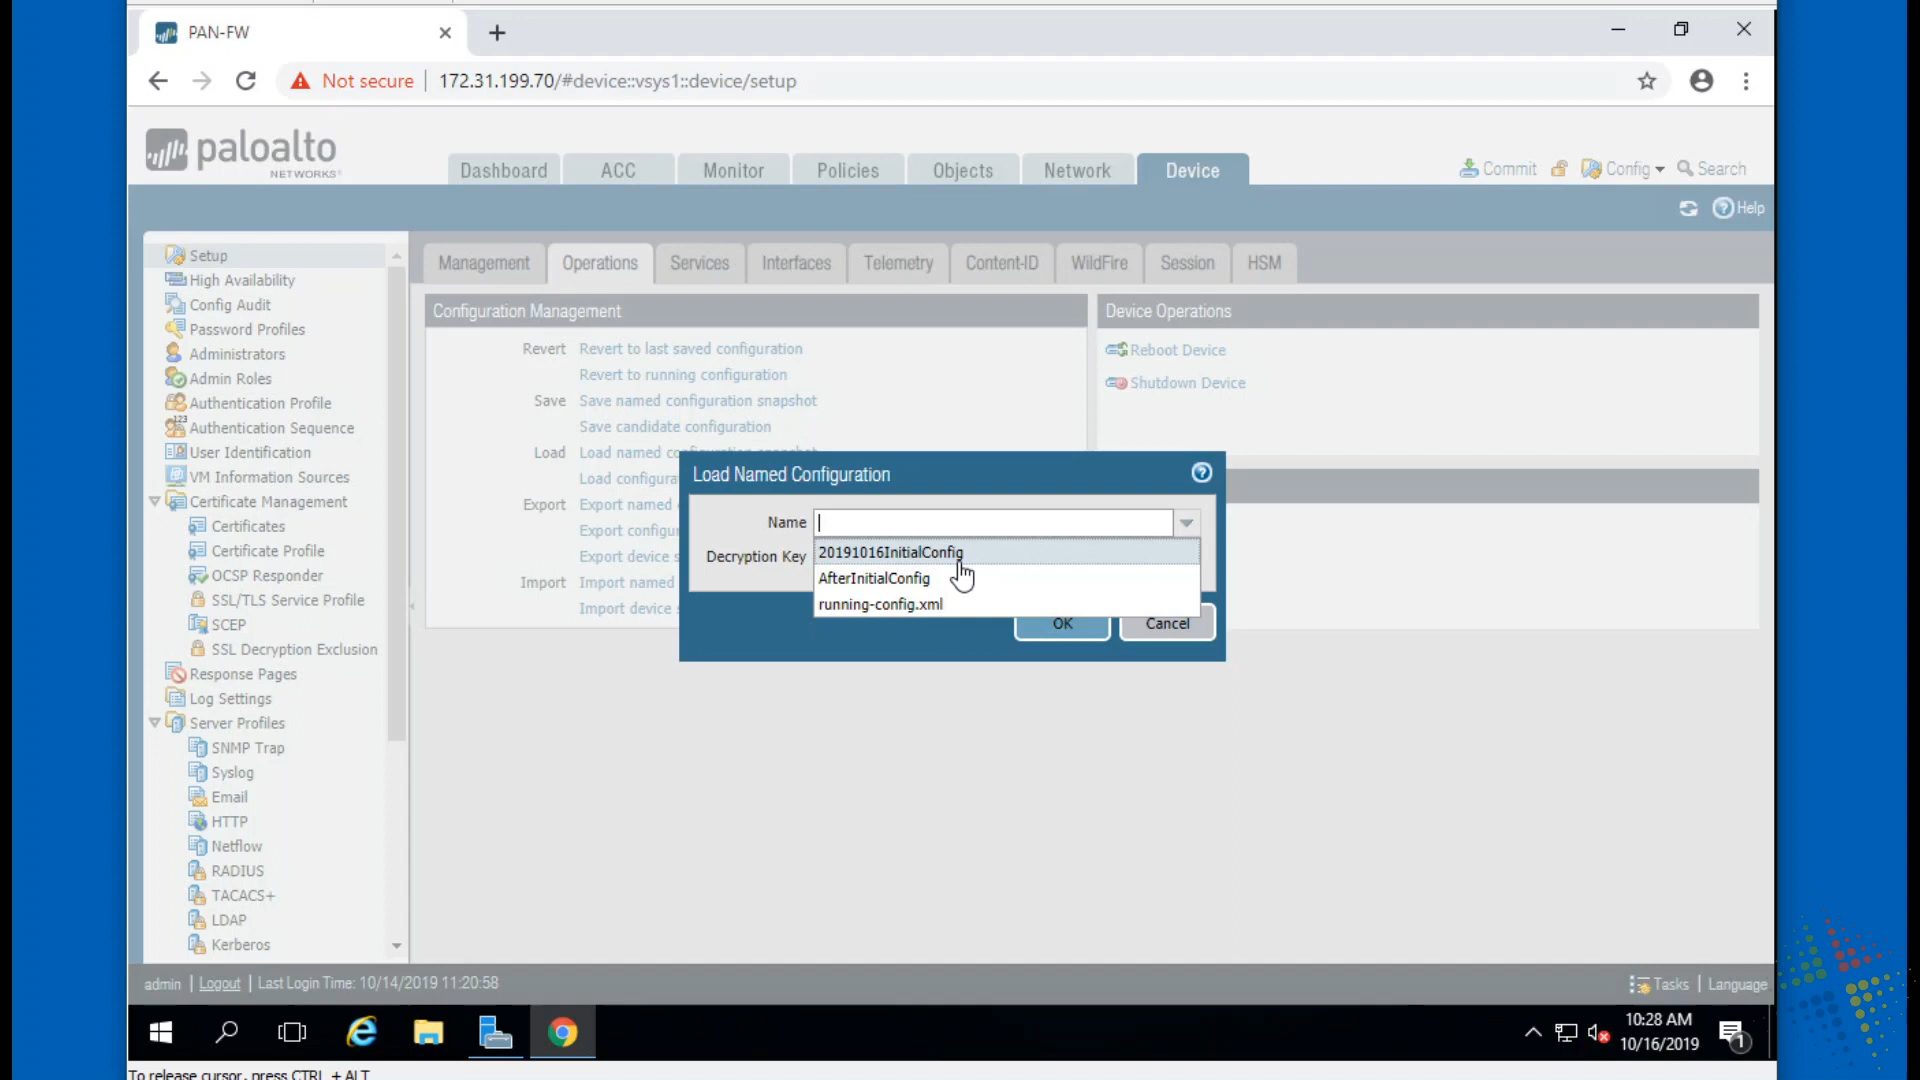 PAN-FW
Not secure
172.31.199.70/#device::vsys1::device/setup
paloalto
NETWORKS
Dashboard
ACC
Monitor
Policies
Objects
Network
Device
Commit
Config
Search
Help
Setup
High Availability
Config Audit
Password Profiles
Administrators
Admin Roles
Authentication Profile
Authentication Sequence
User Identification
VM Information Sources
Certificate Management
Certificates
Certificate Profile
OCSP Responder
SSL/TLS Service Profile
SCEP
SSL Decryption Exclusion
Response Pages
Log Settings
Server Profiles
SNMP Trap
Syslog
Email
HTTP
Netflow
RADIUS
TACACS+
LDAP
Kerberos
Management
Operations
Services
Interfaces
Telemetry
Content-ID
WildFire
Session
HSM
Configuration Management
Revert Revert to last saved configuration
Revert to running configuration
Save Save named configuration snapshot
Save candidate configuration
Load Load named
Load
Export Export named
Export
Export device
Import Import named
Import device
Device Operations
Reboot Device
Shutdown Device
Load Named Configuration
Name
Decryption Key
20191016InitialConfig
AfterInitialConfig
running-config.xml
OK
Cancel
admin | Logout | Last Login Time: 10/14/2019 11:20:58
Tasks | Language
10:28 AM
10/16/2019
1
To release cursor, press CTRL + ALT